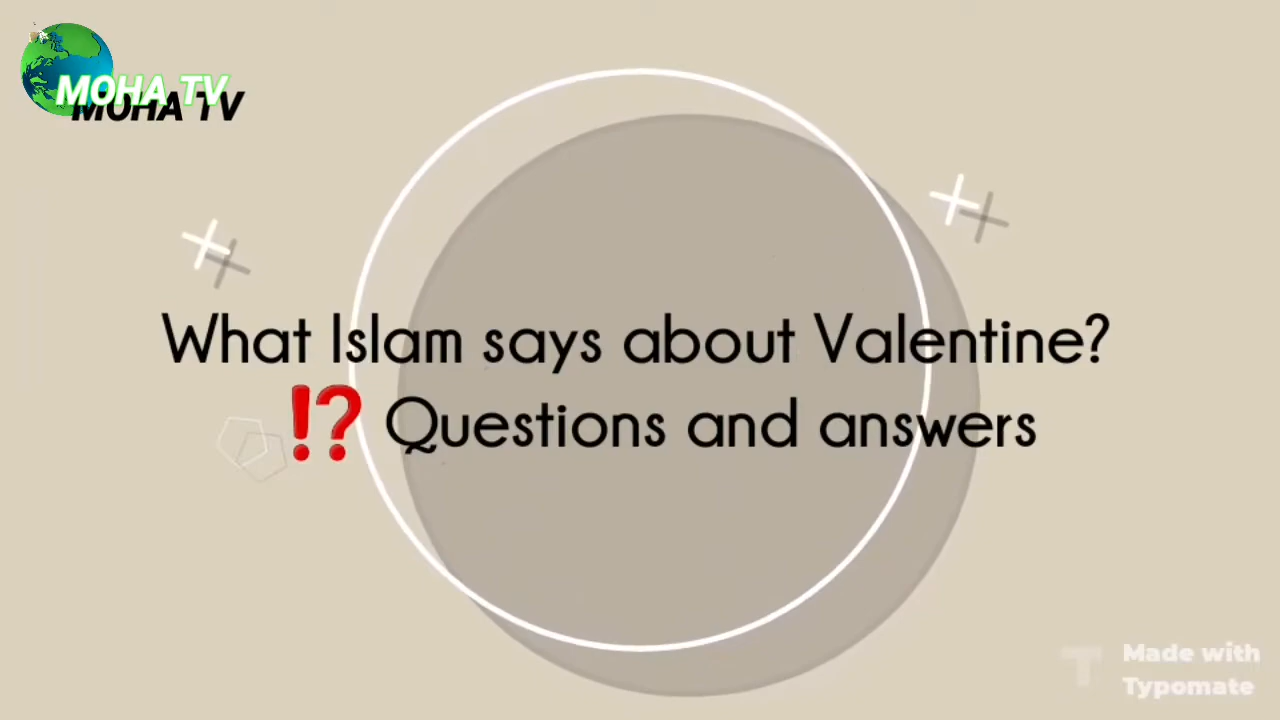 MOHA TV
MOHA TV
What Islam says about Valentine?
⁉️ Questions and answers
Made with
Typomate